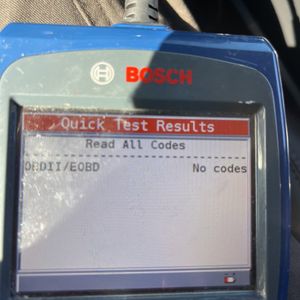 BOSCH
Quick Test Results
Read All Codes
OBDII/EOBD No codes